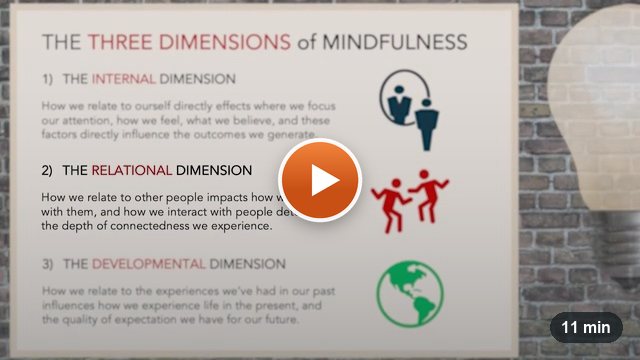 THE THREE DIMENSIONS of MINDFULNESS
1) THE INTERNAL DIMENSION
How we relate to ourself directly effects where we focus
our attention, how we feel, what we believe, and these
factors directly influence the outcomes we generate.
2) THE RELATIONAL DIMENSION
How we relate to other people impacts how
with them, and how we interact with people
the depth of connectedness we experience.
3) THE DEVELOPMENTAL DIMENSION
How we relate to the experiences we've had in our past
influences how we experience life in the present, and
the quality of expectation we have for our future.
11 min